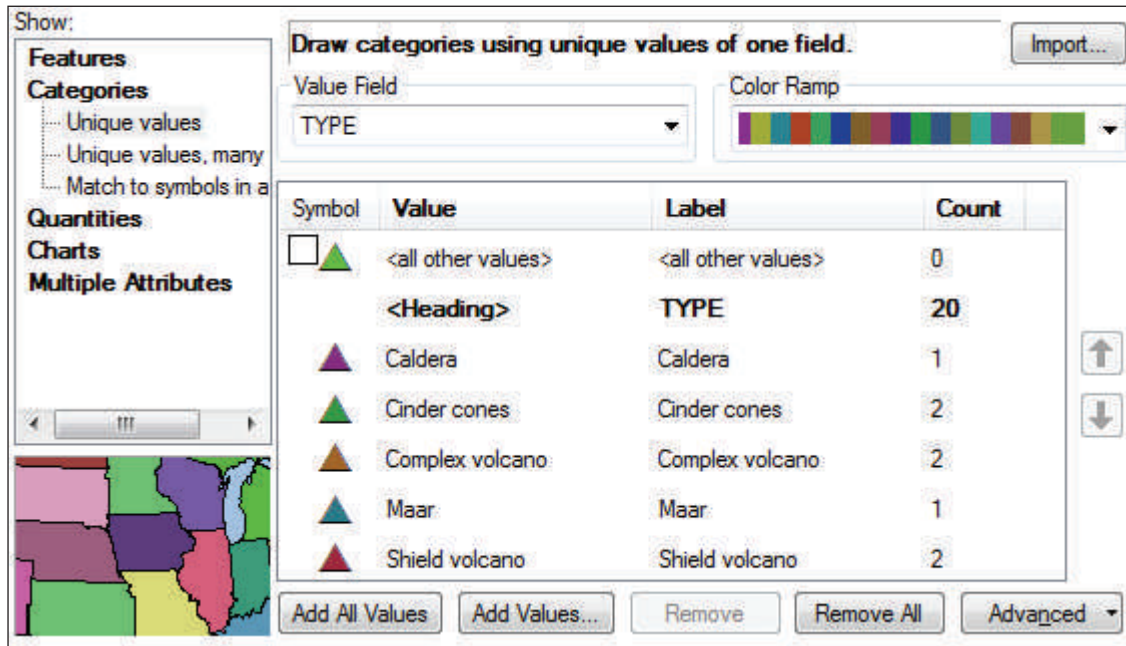 Show:
Features
Categories
Unique values
Unique values, many
Match to symbols in a
Quantities
Charts
Multiple Attributes
Draw categories using unique values of one field.
Import...
Value Field
TYPE
Color Ramp
Symbol Value Label Count
<all other values> <all other values> 0
<Heading> TYPE 20
Caldera Caldera 1
Cinder cones Cinder cones 2
Complex volcano Complex volcano 2
Maar Maar 1
Shield volcano Shield volcano 2
Add All Values Add Values... Remove Remove All Advanced